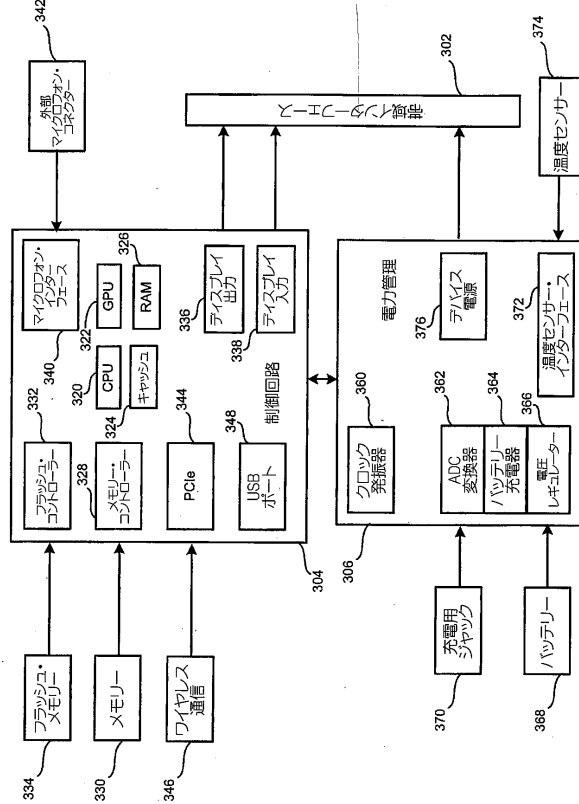 334
フラッシュ・
メモリー
330
メモリー
346
ワイヤレス
通信
304
332
フラッシュ・
コントローラー
328
メモリー・
コントローラー
PCIe
344
USB
ポート
348
340
マイクロフォン・
インター
フェース
320
CPU
322
GPU
324
キャッシュ
326
RAM
336
ディスプレイ
出力
338
ディスプレイ
入力
制御回路
342
外部
マイクロフォン・
コネクター
302
帯域インターフェース
370
充電用
ジャック
368
バッテリー
306
クロック
発振器
360
ADC
変換器
362
バッテリー
充電器
364
電圧
レギュレーター
366
電力管理
376
デバイス
電源
372
温度センサー・
インターフェース
374
温度センサー